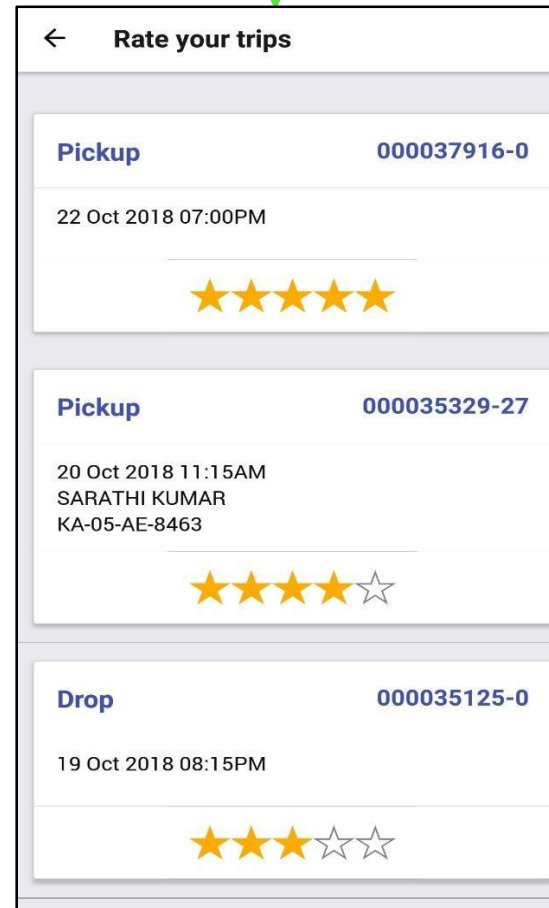 Rate your trips
Pickup 000037916-0
22 Oct 2018 07:00PM
Pickup 000035329-27
20 Oct 2018 11:15AM
SARATHI KUMAR
KA-05-AE-8463
Drop 000035125-0
19 Oct 2018 08:15PM